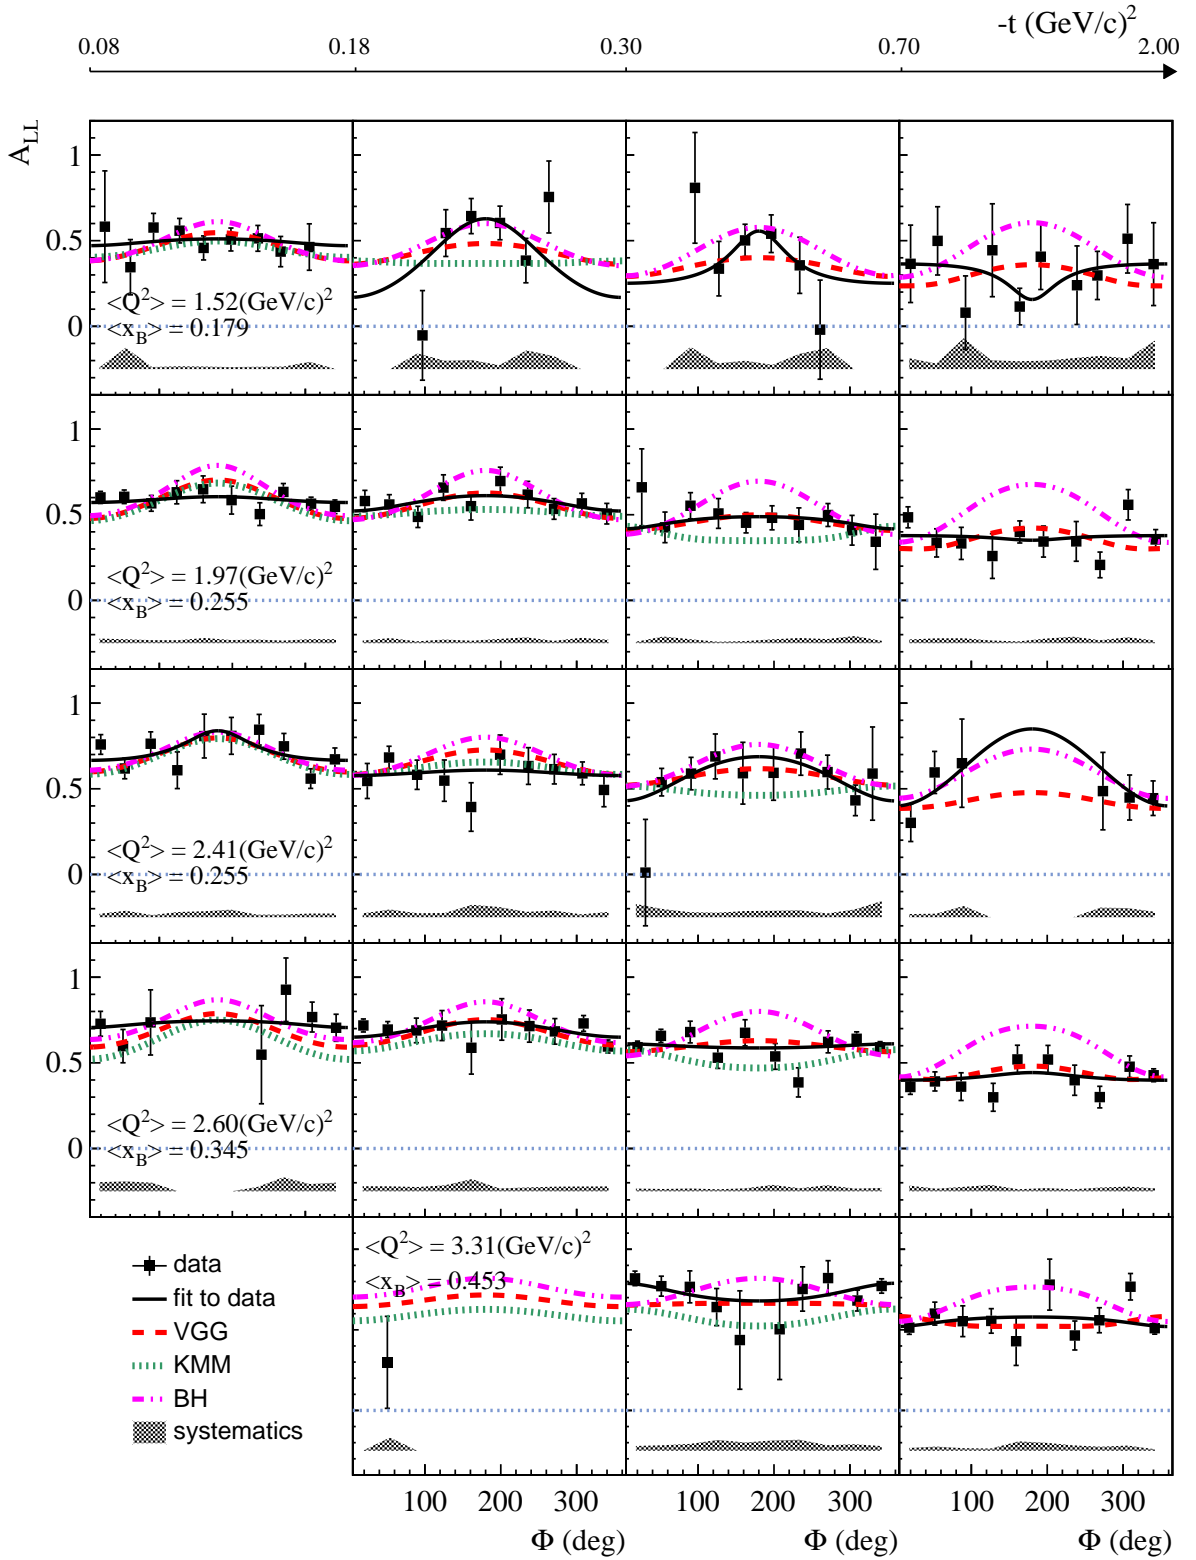 -t (GeV/c)²
0.08 0.18 0.30 0.70 2.00
A_LL
1
0.5
0
<Q²> = 1.52(GeV/c)²
<x_B> = 0.179
1
0.5
0
<Q²> = 1.97(GeV/c)²
<x_B> = 0.255
1
0.5
0
<Q²> = 2.41(GeV/c)²
<x_B> = 0.255
1
0.5
0
<Q²> = 2.60(GeV/c)²
<x_B> = 0.345
<Q²> = 3.31(GeV/c)²
<x_B> = 0.453
data
fit to data
VGG
KMM
BH
systematics
100 200 300 100 200 300 100 200 300
Φ (deg) Φ (deg) Φ (deg)